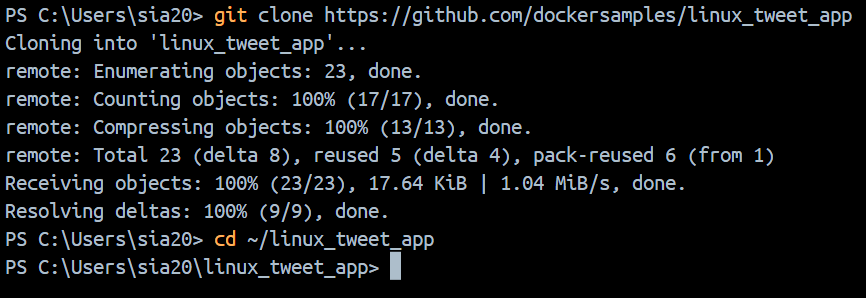 PS C:\Users\sia20> git clone https://github.com/dockersamples/linux_tweet_app
Cloning into 'linux_tweet_app'...
remote: Enumerating objects: 23, done.
remote: Counting objects: 100% (17/17), done.
remote: Compressing objects: 100% (13/13), done.
remote: Total 23 (delta 8), reused 5 (delta 4), pack-reused 6 (from 1)
Receiving objects: 100% (23/23), 17.64 KiB | 1.04 MiB/s, done.
Resolving deltas: 100% (9/9), done.
PS C:\Users\sia20> cd ~/linux_tweet_app
PS C:\Users\sia20\linux_tweet_app>